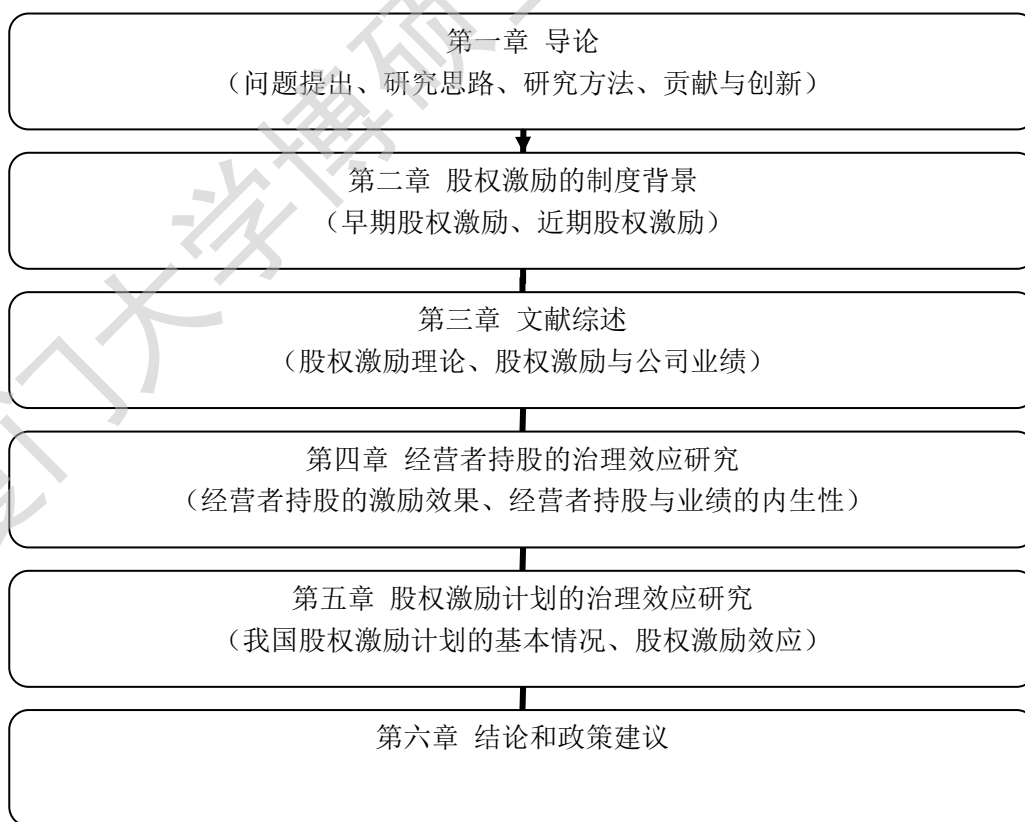 第一章 导论
（问题提出、研究思路、研究方法、贡献与创新）
第二章 股权激励的制度背景
（早期股权激励、近期股权激励）
第三章 文献综述
（股权激励理论、股权激励与公司业绩）
第四章 经营者持股的治理效应研究
（经营者持股的激励效果、经营者持股与业绩的内生性）
第五章 股权激励计划的治理效应研究
（我国股权激励计划的基本情况、股权激励效应）
第六章 结论和政策建议
门大学博硕